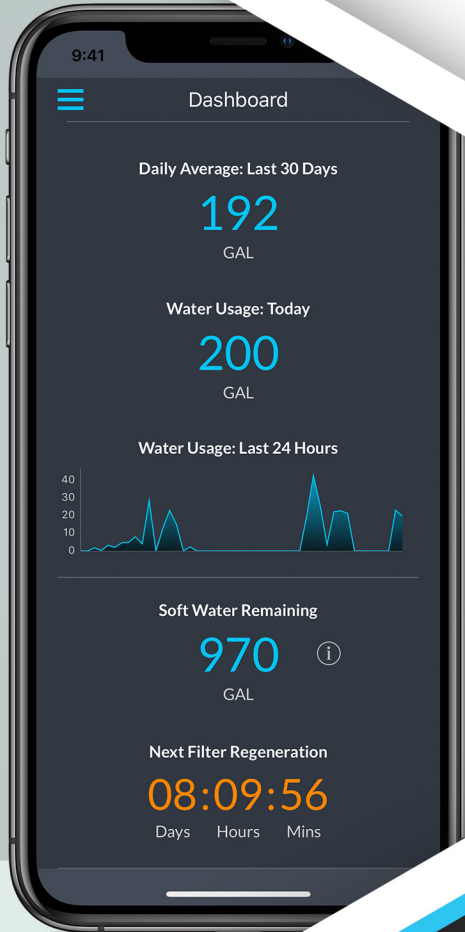 9:41
Dashboard
Daily Average: Last 30 Days
192
GAL
Water Usage: Today
200
GAL
Water Usage: Last 24 Hours
40
30
20
10
0
Soft Water Remaining
970
i
GAL
Next Filter Regeneration
08:09:56
Days Hours Mins